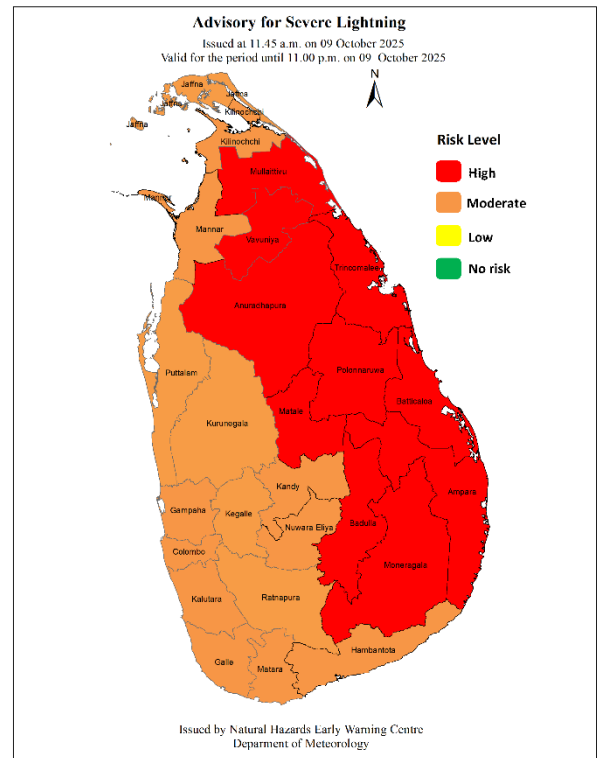 Advisory for Severe Lightning
Issued at 11.45 a.m. on 09 October 2025
Valid for the period until 11.00 p.m. on 09 October 2025
N
Jaffna
Jaffna
Jaffna
Kilinochchi
Jaffna
Kilinochchi
Risk Level
Mullaitivu
High
Mannar
Moderate
Mannar
Vavuniya
Low
Trincomalee
No risk
Anuradhapura
Puttalam
Polonnaruwa
Matale
Batticaloa
Kurunegala
Kandy
Ampara
Gampaha
Kegalle
Badulla
Nuwara Eliya
Colombo
Moneragala
Kalutara
Ratnapura
Hambantota
Galle
Matara
Issued by Natural Hazards Early Warning Centre
Deparment of Meteorology